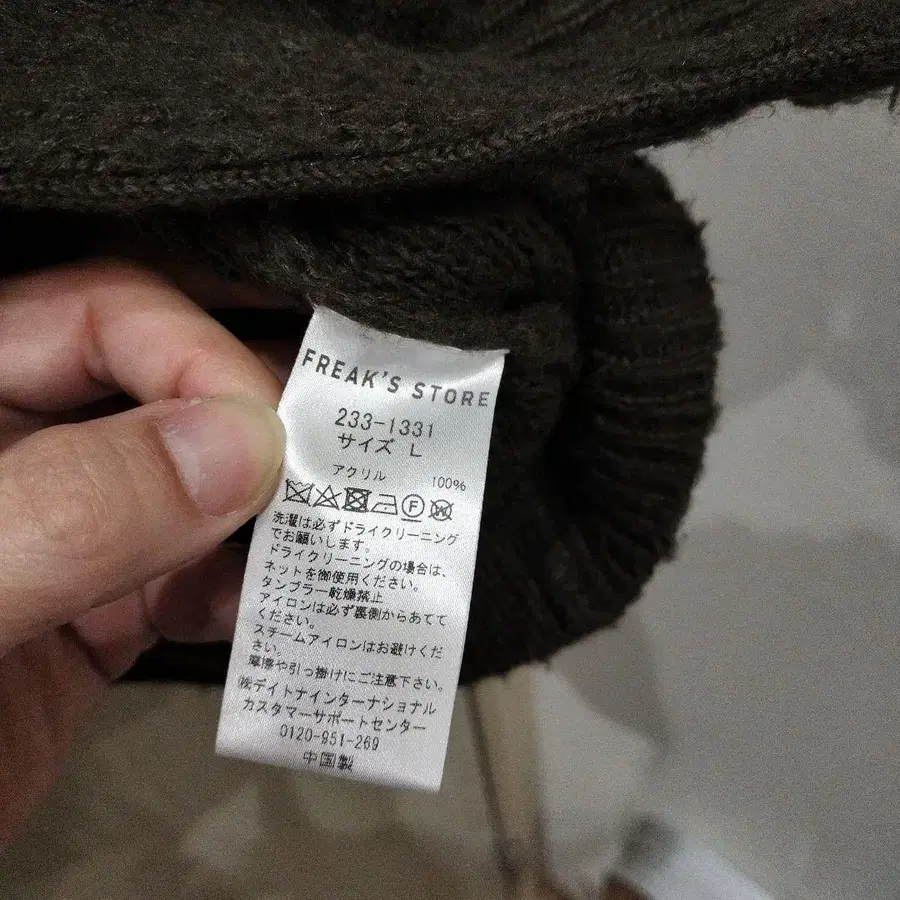 FREAK'S STORE
233-1331
サイズ L
アクリル 100%
F W
洗濯は必ずドライクリーニング
でお願いします。
ドライクリーニングの場合は、
ネットを御使用ください。
タンブラー乾燥禁止
アイロンは必ず裏側からあてて
ください。
スチームアイロンはお避けくだ
さい。
摩擦や引っ掛けにご注意下さい。
㈱デイトナインターナショナル
カスタマーサポートセンター
0120-951-269
中国製